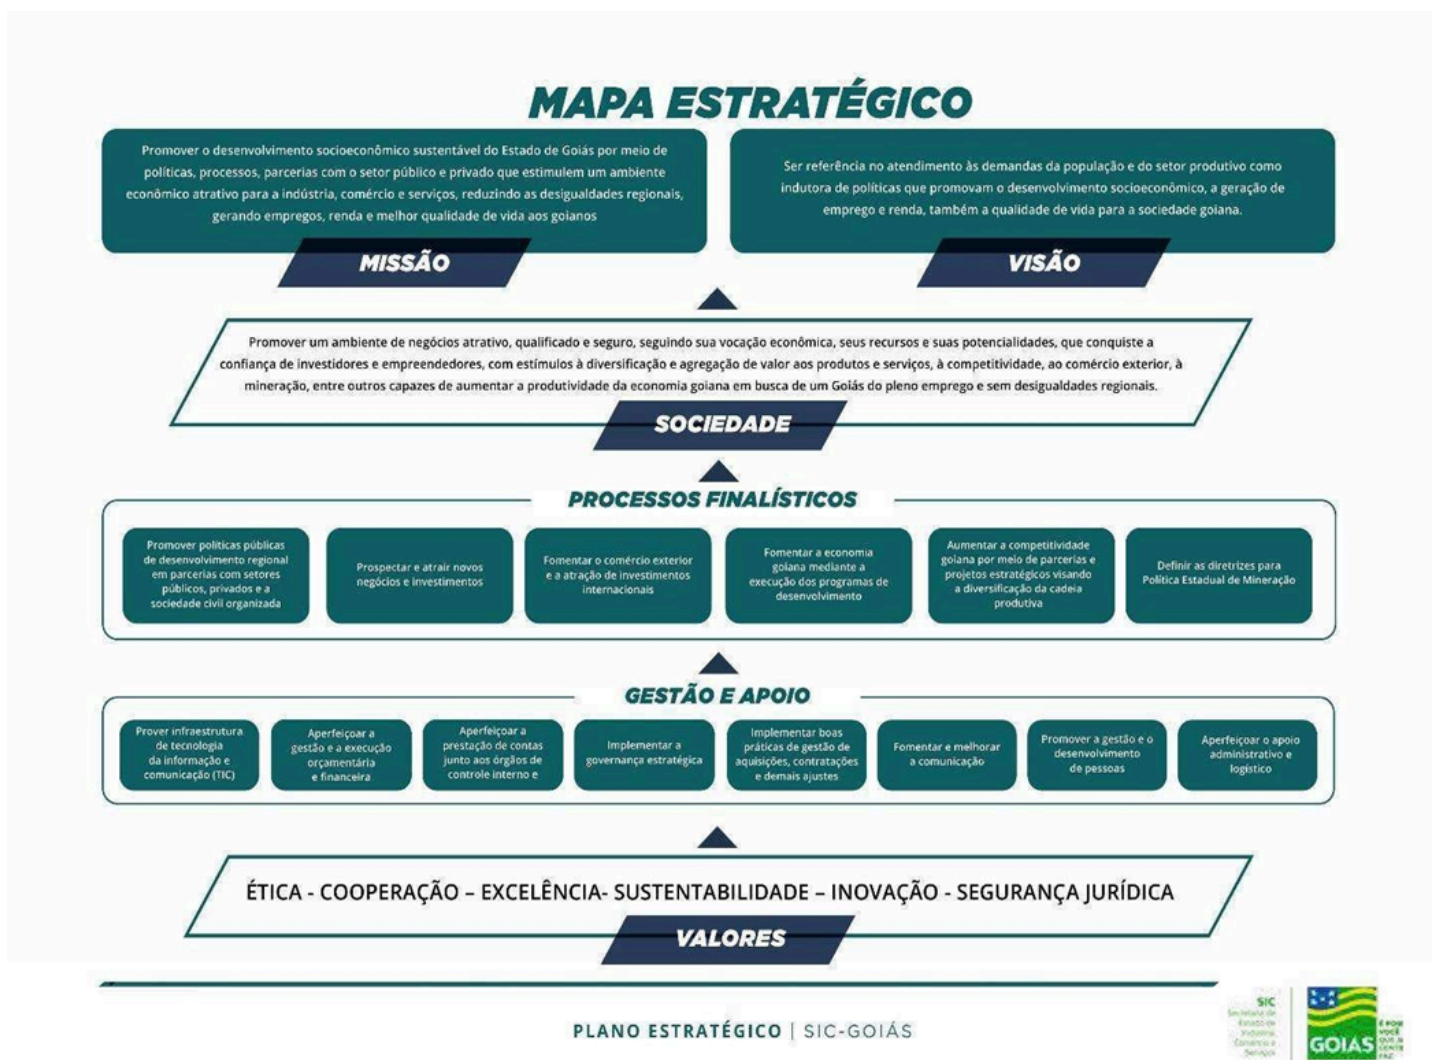 MAPA ESTRATÉGICO
Promover o desenvolvimento socioeconômico sustentável do Estado de Goiás por meio de
políticas, processos, parcerias com o setor público e privado que estimulem um ambiente
econômico atrativo para a indústria, comércio e serviços, reduzindo as desigualdades regionais,
gerando empregos, renda e melhor qualidade de vida aos goianos
MISSÃO
Ser referência no atendimento às demandas da população e do setor produtivo como
indutora de políticas que promovam o desenvolvimento socioeconômico, a geração de
emprego e renda, também a qualidade de vida para a sociedade goiana.
VISÃO
Promover um ambiente de negócios atrativo, qualificado e seguro, seguindo sua vocação econômica, seus recursos e suas potencialidades, que conquiste a
confiança de investidores e empreendedores, com estímulos à diversificação e agregação de valor aos produtos e serviços, à competitividade, ao comércio exterior, à
mineração, entre outros capazes de aumentar a produtividade da economia goiana em busca de um Goiás do pleno emprego e sem desigualdades regionais.
SOCIEDADE
PROCESSOS FINALÍSTICOS
Promover políticas públicas
de desenvolvimento regional
em parcerias com setores
públicos, privados e a
sociedade civil organizada
Prospectar e atrair novos
negócios e investimentos
Fomentar o comércio exterior
e a atração de investimentos
internacionais
Fomentar a economia
goiana mediante a
execução dos programas de
desenvolvimento
Aumentar a competitividade
goiana por meio de parcerias e
projetos estratégicos visando
a diversificação da cadeia
produtiva
Definir as diretrizes para
Política Estadual de Mineração
GESTÃO E APOIO
Prover infraestrutura
de tecnologia
da informação e
comunicação (TIC)
Aperfeiçoar a
gestão e a execução
orçamentária
e financeira
Aperfeiçoar a
prestação de contas
junto aos órgãos de
controle interno e
Implementar a
governança estratégica
Implementar boas
práticas de gestão de
aquisições, contratações
e demais ajustes
Fomentar e melhorar
a comunicação
Promover a gestão e o
desenvolvimento
de pessoas
Aperfeiçoar o apoio
administrativo e
logístico
ÉTICA - COOPERAÇÃO – EXCELÊNCIA- SUSTENTABILIDADE – INOVAÇÃO - SEGURANÇA JURÍDICA
VALORES
PLANO ESTRATÉGICO | SIC-GOIÁS
SIC
Secretaria de
Estado de
Indústria,
Comércio e
Serviços
GOIÁS
É POR
VOCÊ
QUE A
GENTE
FAZ